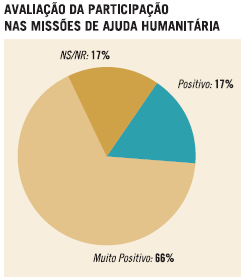 AVALIAÇÃO DA PARTICIPAÇÃO
NAS MISSÕES DE AJUDA HUMANITÁRIA
NS/NR: 17%
Positivo: 17%
Muito Positivo: 66%